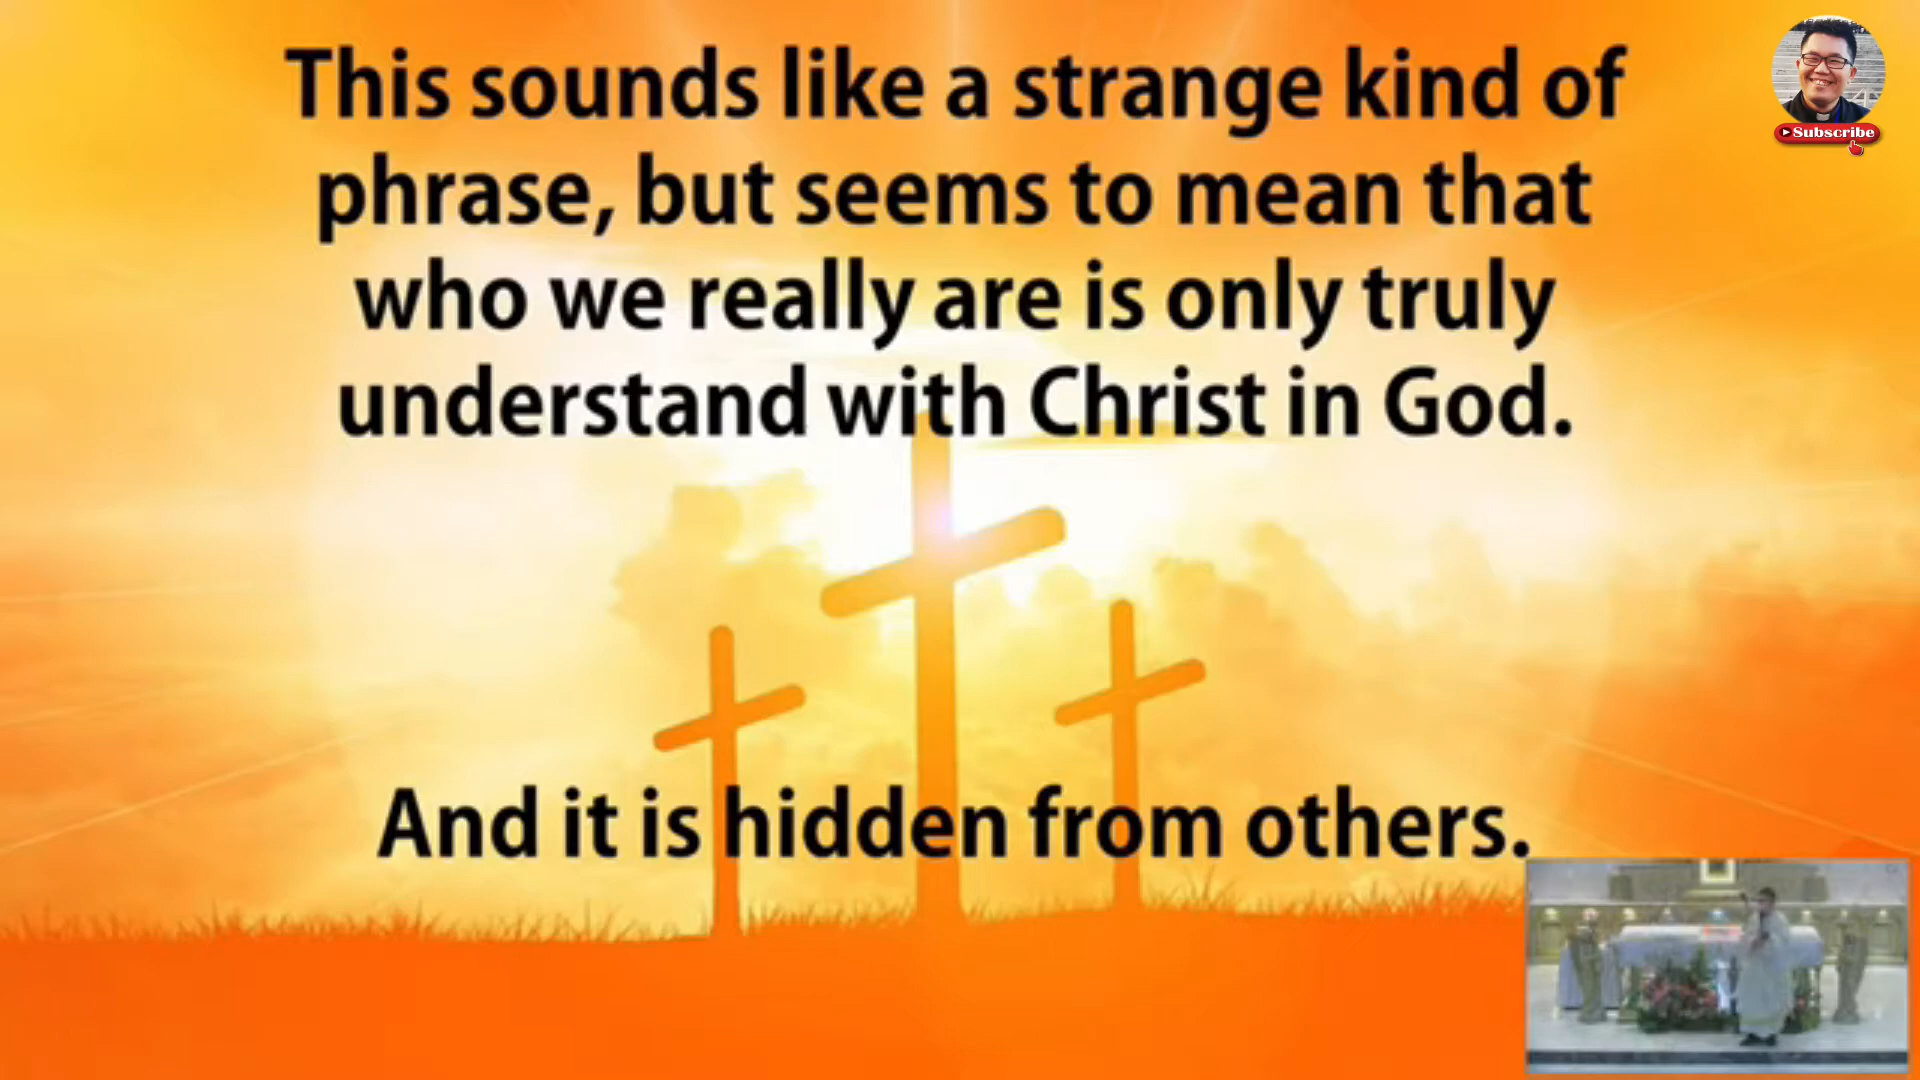 This sounds like a strange kind of
phrase, but seems to mean that
who we really are is only truly
understand with Christ in God.
And it is hidden from others.
Subscribe